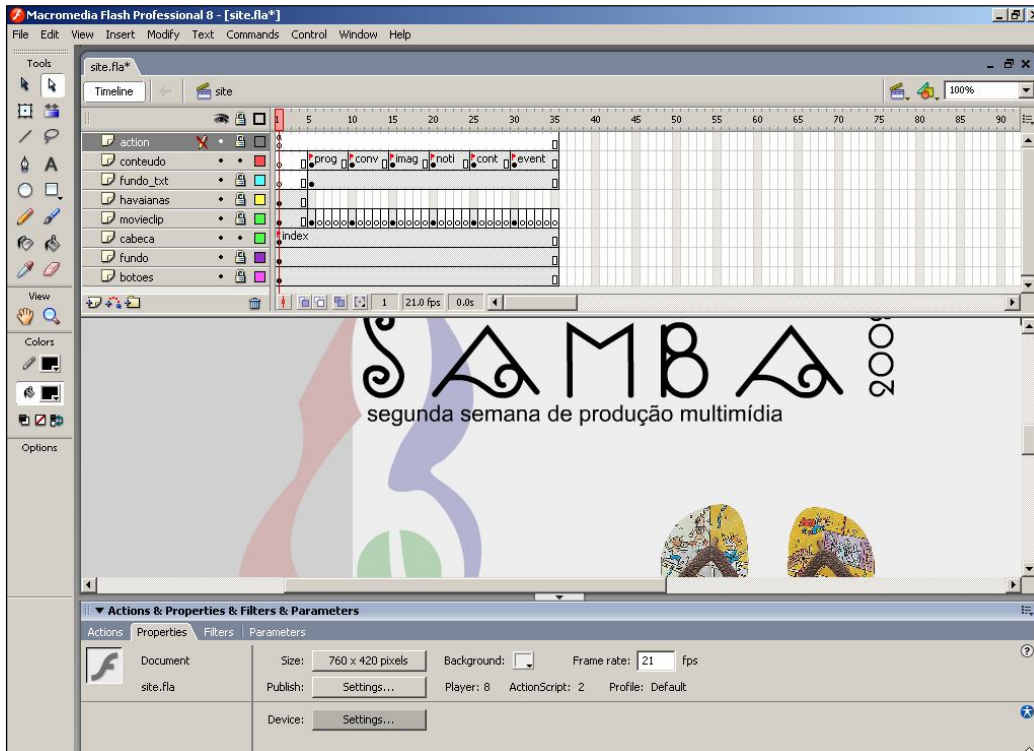 Macromedia Flash Professional 8 - [site.fla*]
File Edit View Insert Modify Text Commands Control Window Help
Tools
site.fla*
Timeline site 100%
1 5 10 15 20 25 30 35 40 45 50 55 60 65 70 75 80 85 90
action
conteudo prog conv imag noti cont event
fundo_txt
havaianas
movieclip
cabeca index
fundo
botoes
1 21.0 fps 0.0s
View
Colors
Options
SAMBA
segunda semana de produção multimídia
Actions & Properties & Filters & Parameters
Actions Properties Filters Parameters
Document Size: 760 x 420 pixels Background: Frame rate: 21 fps
site.fla Publish: Settings... Player: 8 ActionScript: 2 Profile: Default
Device: Settings...